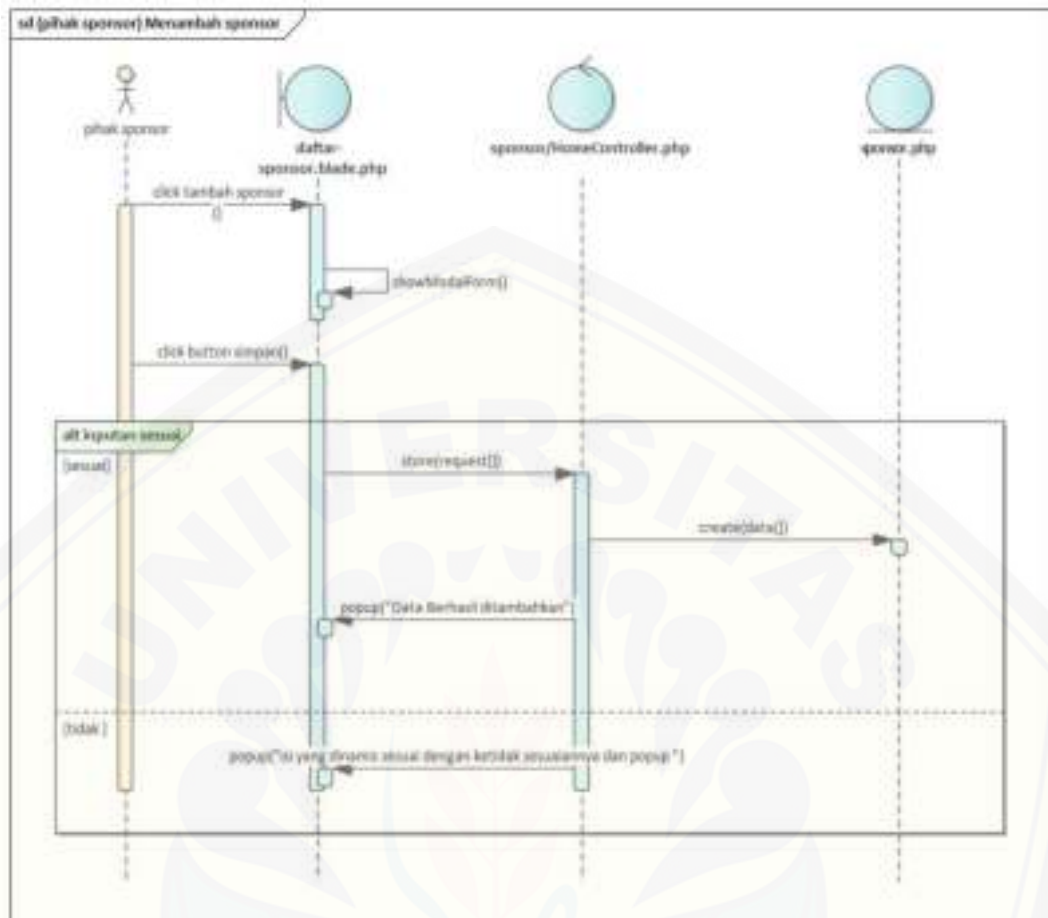 sd (pihak sponsor) Menambah sponsor
pihak sponsor
daftar-
sponsor.blade.php
sponsor/HomeController.php
sponsor.php
click tambah sponsor
()
showModalForm()
click button simpan()
alt inputan sesuai
[sesuai]
store(request[])
create(data[])
popup("Data Berhasil ditambahkan"
[tidak ]
popup("isi yang dinamis sesuai dengan ketidak sesuaiannya dan popup ")
UNIVERSITAS